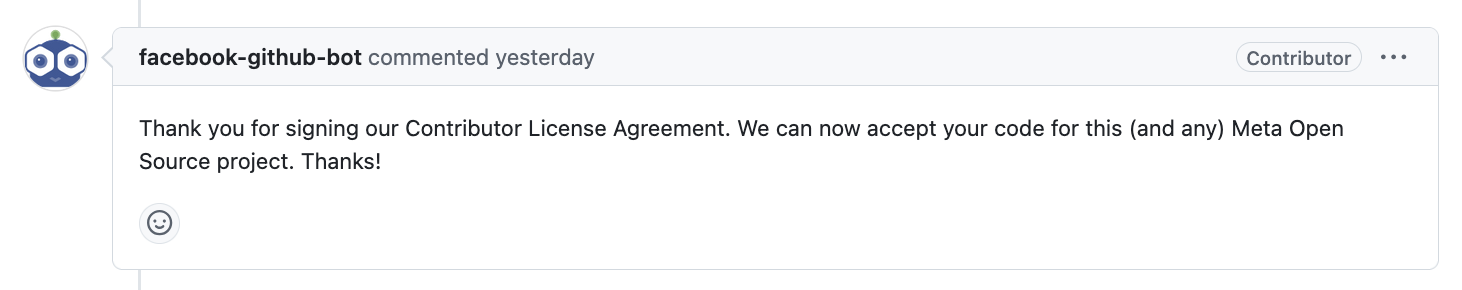 facebook-github-bot commented yesterday
Contributor
Thank you for signing our Contributor License Agreement. We can now accept your code for this (and any) Meta Open
Source project. Thanks!